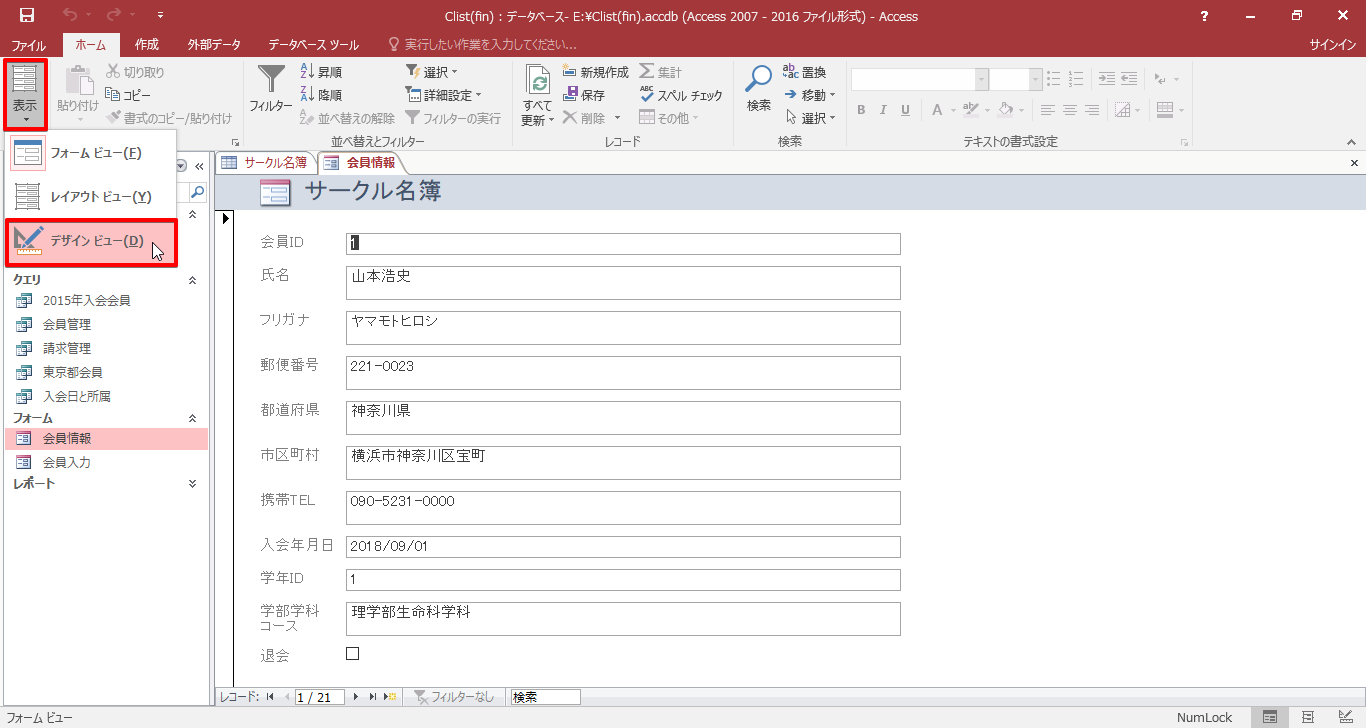 Clist(fin) : データベース- E:¥Clist(fin).accdb (Access 2007 - 2016 ファイル形式) - Access
?
ファイル ホーム 作成 外部データ データベース ツール 実行したい作業を入力してください... サインイン
表示
貼り付け
切り取り
コピー
書式のコピー/貼り付け
フィルター
昇順
降順
並べ替えの解除
選択
詳細設定
フィルターの実行
並べ替えとフィルター
すべて
更新
新規作成
保存
削除
集計
スペル チェック
その他
レコード
検索
置換
移動
選択
検索
B I U A
テキストの書式設定
フォーム ビュー(F)
レイアウト ビュー(Y)
デザイン ビュー(D)
クエリ
2015年入会会員
会員管理
請求管理
東京都会員
入会日と所属
フォーム
会員情報
会員入力
レポート
サークル名簿 会員情報
サークル名簿
会員ID 1
氏名 山本浩史
フリガナ ヤマモトヒロシ
郵便番号 221-0023
都道府県 神奈川県
市区町村 横浜市神奈川区宝町
携帯TEL 090-5231-0000
入会年月日 2018/09/01
学年ID 1
学部学科
コース 理学部生命科学科
退会
レコード: 1 / 21 フィルターなし 検索
フォーム ビュー NumLock